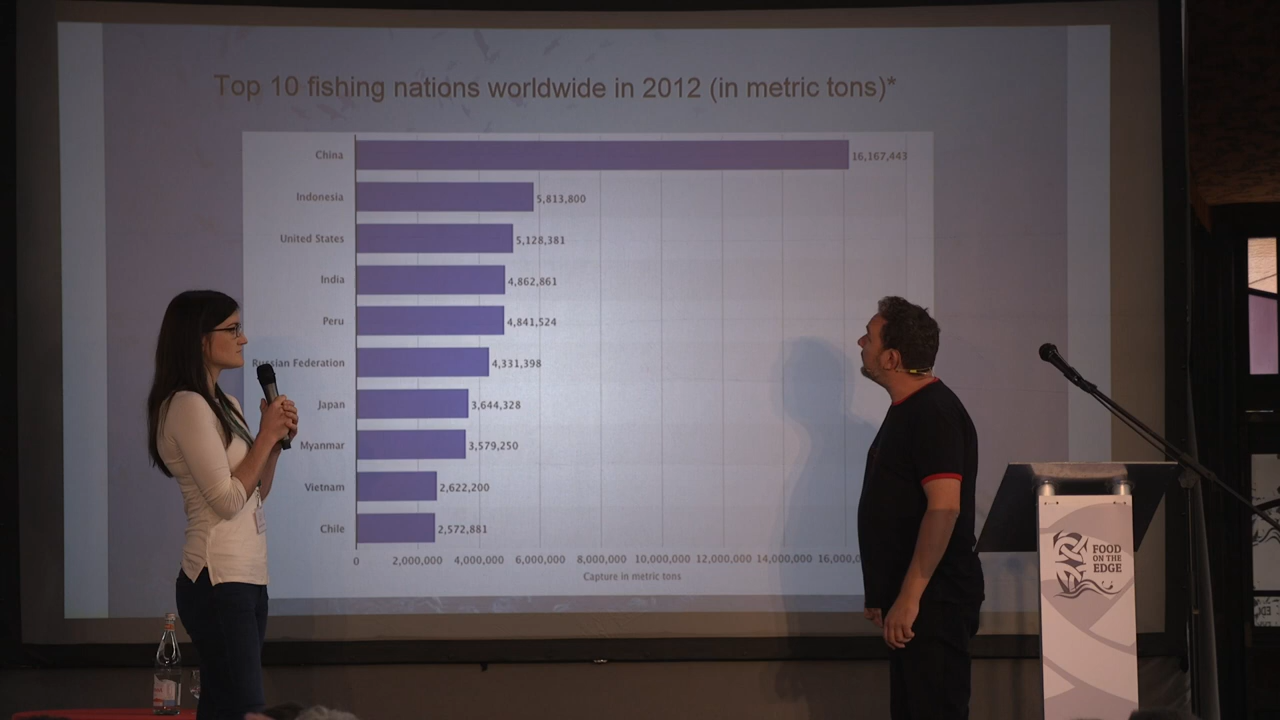 Top 10 fishing nations worldwide in 2012 (in metric tons)*
China 16,167,443
Indonesia 5,813,800
United States 5,128,381
India 4,862,861
Peru 4,841,524
Russian Federation 4,331,398
Japan 3,644,328
Myanmar 3,579,250
Vietnam 2,622,200
Chile 2,572,881
0 2,000,000 4,000,000 6,000,000 8,000,000 10,000,000 12,000,000 14,000,000 16,000,0
Capture in metric tons
FOOD
ON THE
EDGE